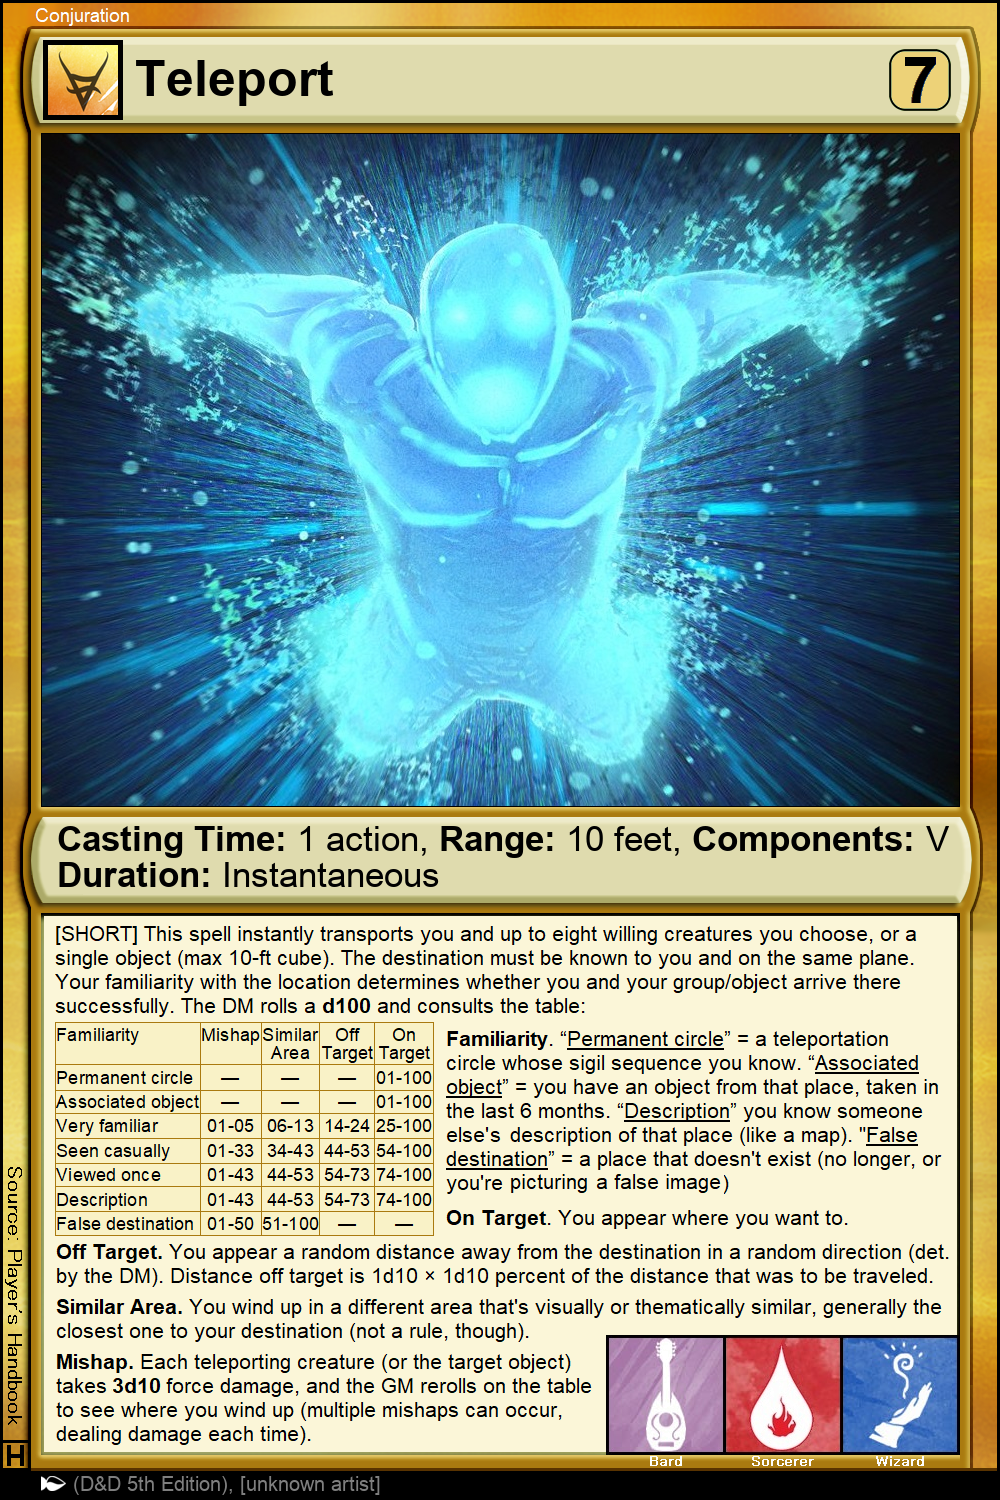 Conjuration
Teleport
7
Casting Time: 1 action, Range: 10 feet, Components: V
Duration: Instantaneous
[SHORT] This spell instantly transports you and up to eight willing creatures you choose, or a
single object (max 10-ft cube). The destination must be known to you and on the same plane.
Your familiarity with the location determines whether you and your group/object arrive there
successfully. The DM rolls a d100 and consults the table:
Familiarity Mishap Similar Area Off Target On Target
Permanent circle — — — 01-100
Associated object — — — 01-100
Very familiar 01-05 06-13 14-24 25-100
Seen casually 01-33 34-43 44-53 54-100
Viewed once 01-43 44-53 54-73 74-100
Description 01-43 44-53 54-73 74-100
False destination 01-50 51-100 — —
Familiarity. “Permanent circle” = a teleportation
circle whose sigil sequence you know. “Associated
object” = you have an object from that place, taken in
the last 6 months. “Description” you know someone
else's description of that place (like a map). "False
destination” = a place that doesn't exist (no longer, or
you're picturing a false image)
On Target. You appear where you want to.
Off Target. You appear a random distance away from the destination in a random direction (det.
by the DM). Distance off target is 1d10 × 1d10 percent of the distance that was to be traveled.
Similar Area. You wind up in a different area that's visually or thematically similar, generally the
closest one to your destination (not a rule, though).
Mishap. Each teleporting creature (or the target object)
takes 3d10 force damage, and the GM rerolls on the table
to see where you wind up (multiple mishaps can occur,
dealing damage each time).
Bard
Sorcerer
Wizard
Source: Player's Handbook
H
(D&D 5th Edition), [unknown artist]